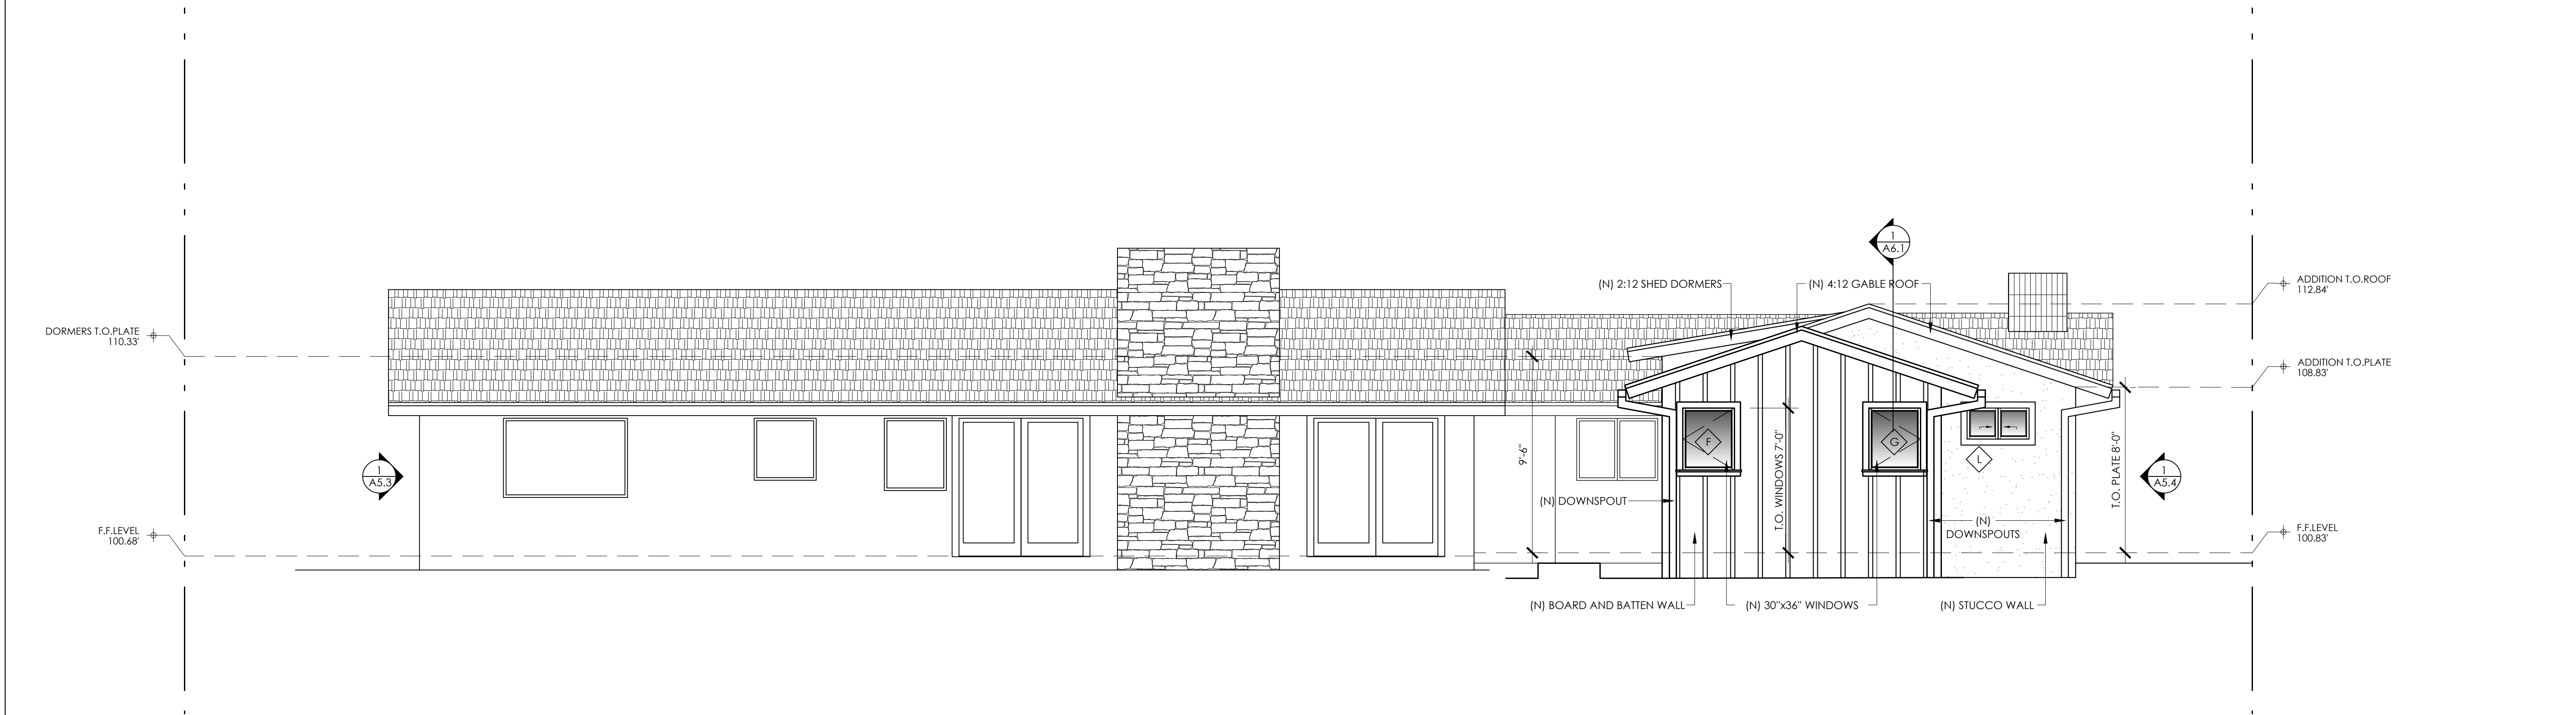 1
A6.1
(N) 2:12 SHED DORMERS
(N) 4:12 GABLE ROOF
ADDITION T.O.ROOF
112.84'
DORMERS T.O.PLATE
110.33'
ADDITION T.O.PLATE
108.83'
F
G
L
9'-6"
T.O. WINDOWS 7'-0"
T.O. PLATE 8'-0"
1
A5.3
1
A5.4
(N) DOWNSPOUT
(N)
DOWNSPOUTS
F.F.LEVEL
100.68'
F.F.LEVEL
100.83'
(N) BOARD AND BATTEN WALL
(N) 30"x36" WINDOWS
(N) STUCCO WALL